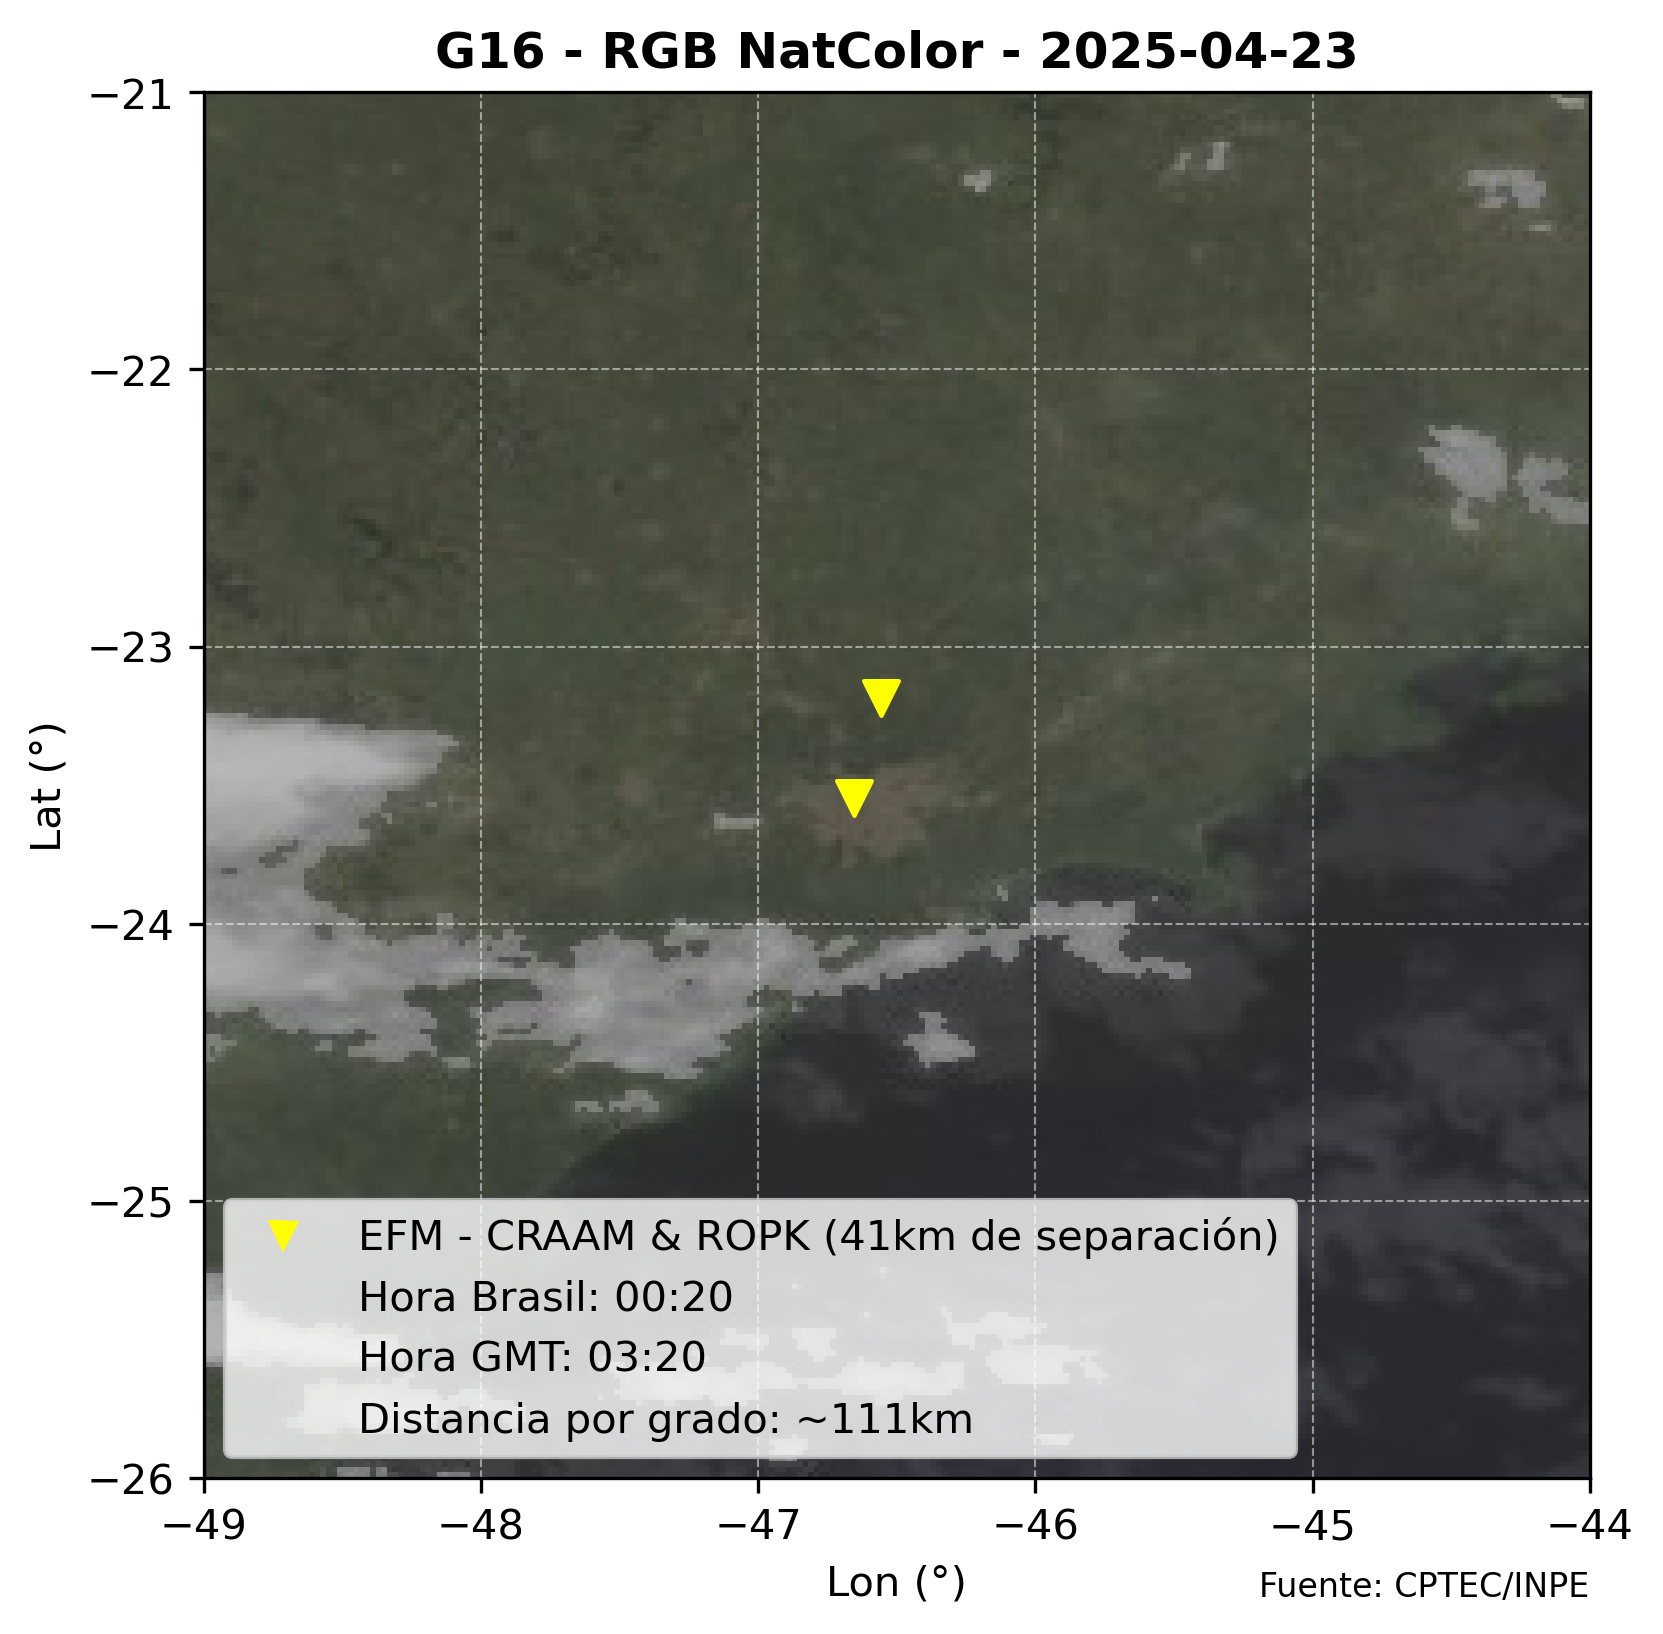 G16 - RGB NatColor - 2025-04-23
−21
−22
−23
−24
−25
−26
Lat (°)
EFM - CRAAM & ROPK (41km de separación)
Hora Brasil: 00:20
Hora GMT: 03:20
Distancia por grado: ~111km
−49 −48 −47 −46 −45 −44
Lon (°)
Fuente: CPTEC/INPE